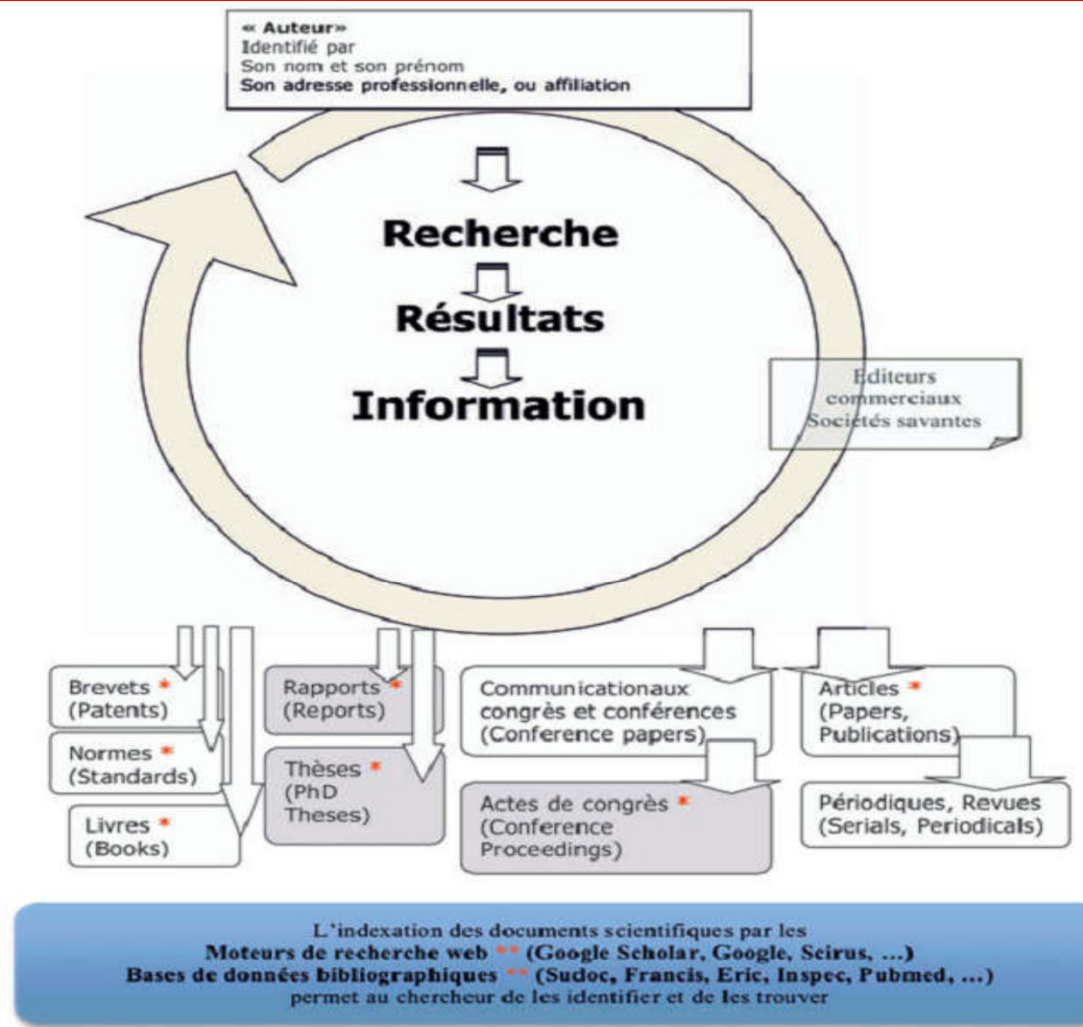 « Auteur»
Identifié par
Son nom et son prénom
Son adresse professionnelle, ou affiliation
Recherche
Résultats
Information
Editeurs
commerciaux
Sociétés savantes
Brevets *
(Patents)
Normes *
(Standards)
Livres *
(Books)
Rapports *
(Reports)
Thèses *
(PhD
Theses)
Communicationaux
congrès et conférences
(Conference papers)
Actes de congrès *
(Conference
Proceedings)
Articles *
(Papers,
Publications)
Périodiques, Revues
(Serials, Periodicals)
L'indexation des documents scientifiques par les
Moteurs de recherche web ** (Google Scholar, Google, Scirus, ...)
Bases de données bibliographiques ** (Sudoc, Francis, Eric, Inspec, Pubmed, ...)
permet au chercheur de les identifier et de les trouver